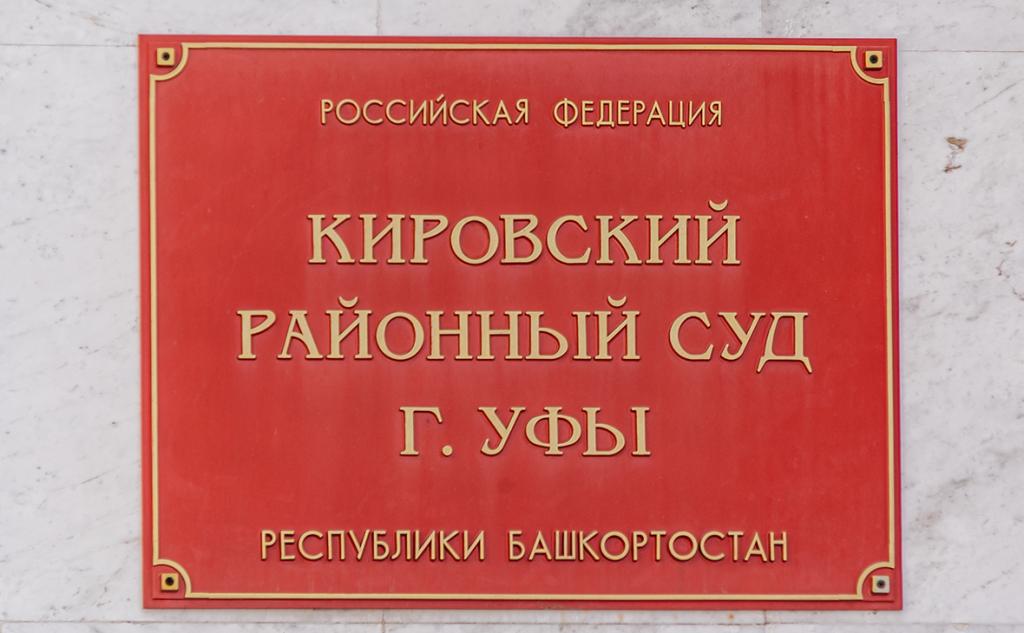 РОССИЙСКАЯ ФЕДЕРАЦИЯ
КИРОВСКИЙ
РАЙОННЫЙ СУД
Г. УФЫ
РЕСПУБЛИКИ БАШКОРТОСТАН